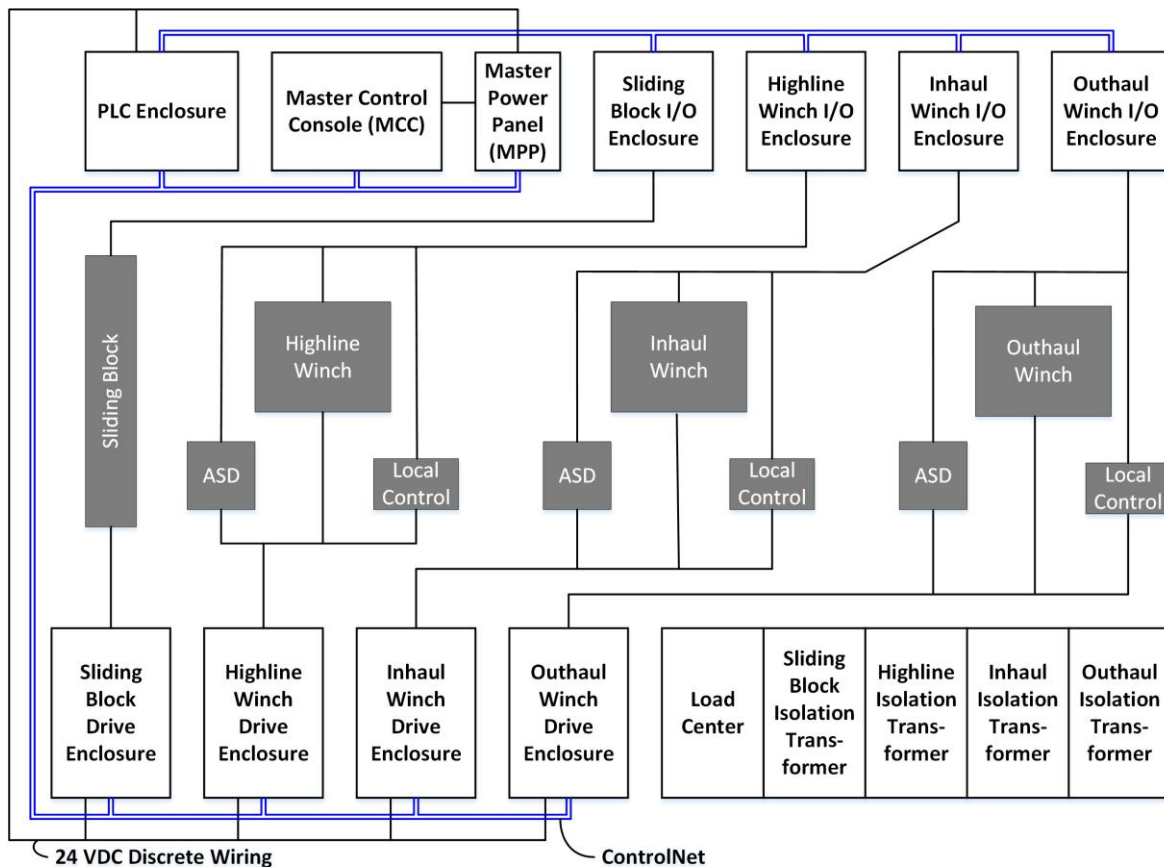 PLC Enclosure
Master Control
Console (MCC)
Master
Power
Panel
(MPP)
Sliding
Block I/O
Enclosure
Highline
Winch I/O
Enclosure
Inhaul
Winch I/O
Enclosure
Outhaul
Winch I/O
Enclosure
Sliding Block
Highline
Winch
ASD
Local
Control
Inhaul
Winch
ASD
Local
Control
Outhaul
Winch
ASD
Local
Control
Sliding
Block
Drive
Enclosure
Highline
Winch
Drive
Enclosure
Inhaul
Winch
Drive
Enclosure
Outhaul
Winch
Drive
Enclosure
Load
Center
Sliding
Block
Isolation
Trans-
former
Highline
Isolation
Trans-
former
Inhaul
Isolation
Trans-
former
Outhaul
Isolation
Trans-
former
24 VDC Discrete Wiring
ControlNet